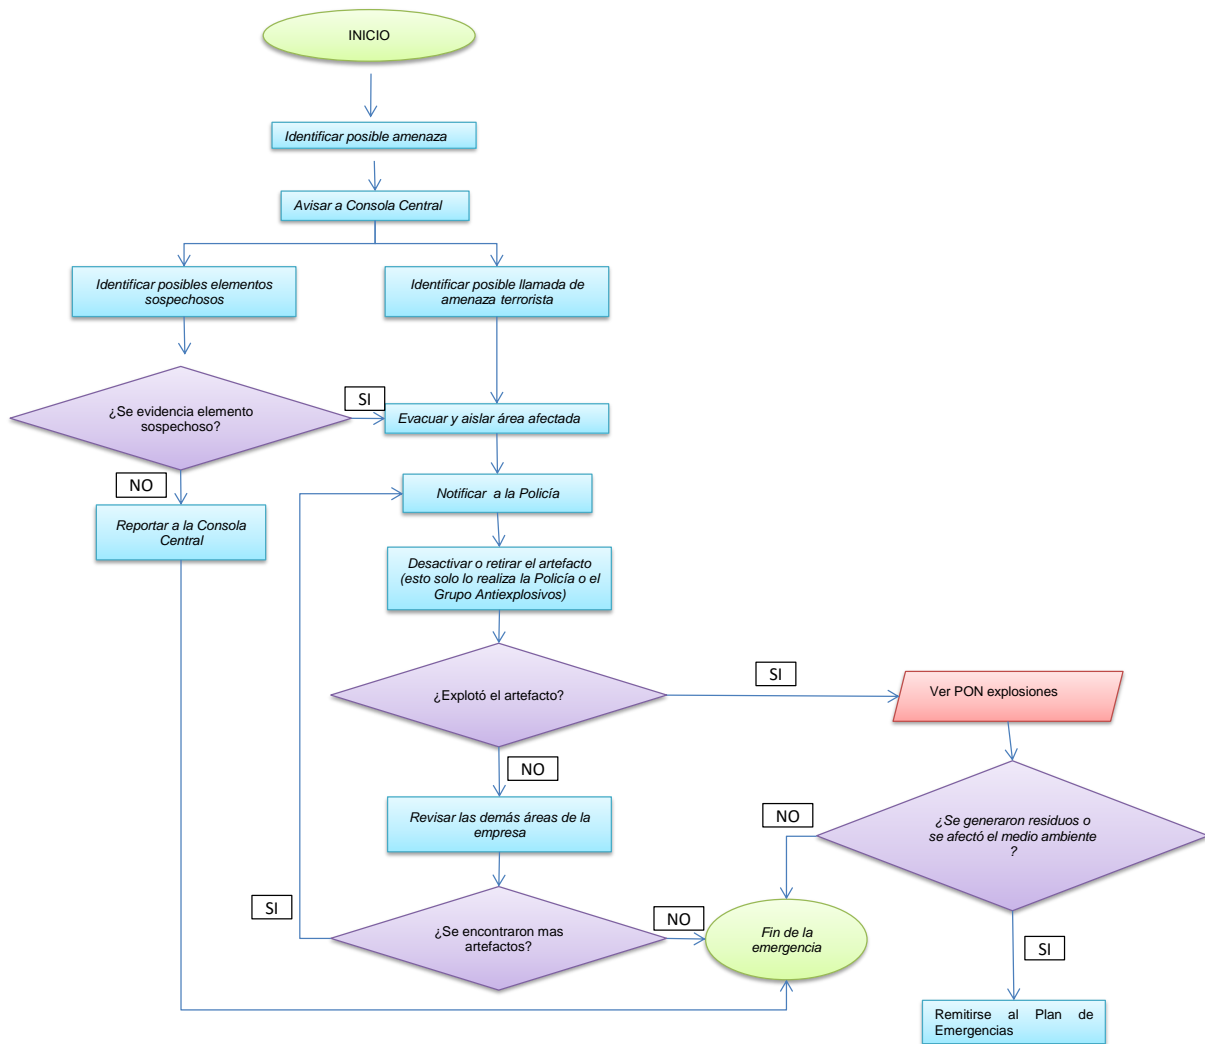 INICIO
Identificar posible amenaza
Avisar a Consola Central
Identificar posibles elementos
sospechosos
Identificar posible llamada de
amenaza terrorista
¿Se evidencia elemento
sospechoso?
SI
Evacuar y aislar área afectada
NO
Notificar a la Policía
Reportar a la Consola
Central
Desactivar o retirar el artefacto
(esto solo lo realiza la Policía o el
Grupo Antiexplosivos)
¿Explotó el artefacto?
SI
Ver PON explosiones
NO
Revisar las demás áreas de la
empresa
NO
¿Se generaron residuos o
se afectó el medio ambiente
?
SI
¿Se encontraron mas
artefactos?
NO
Fin de la
emergencia
SI
Remitirse al Plan de
Emergencias